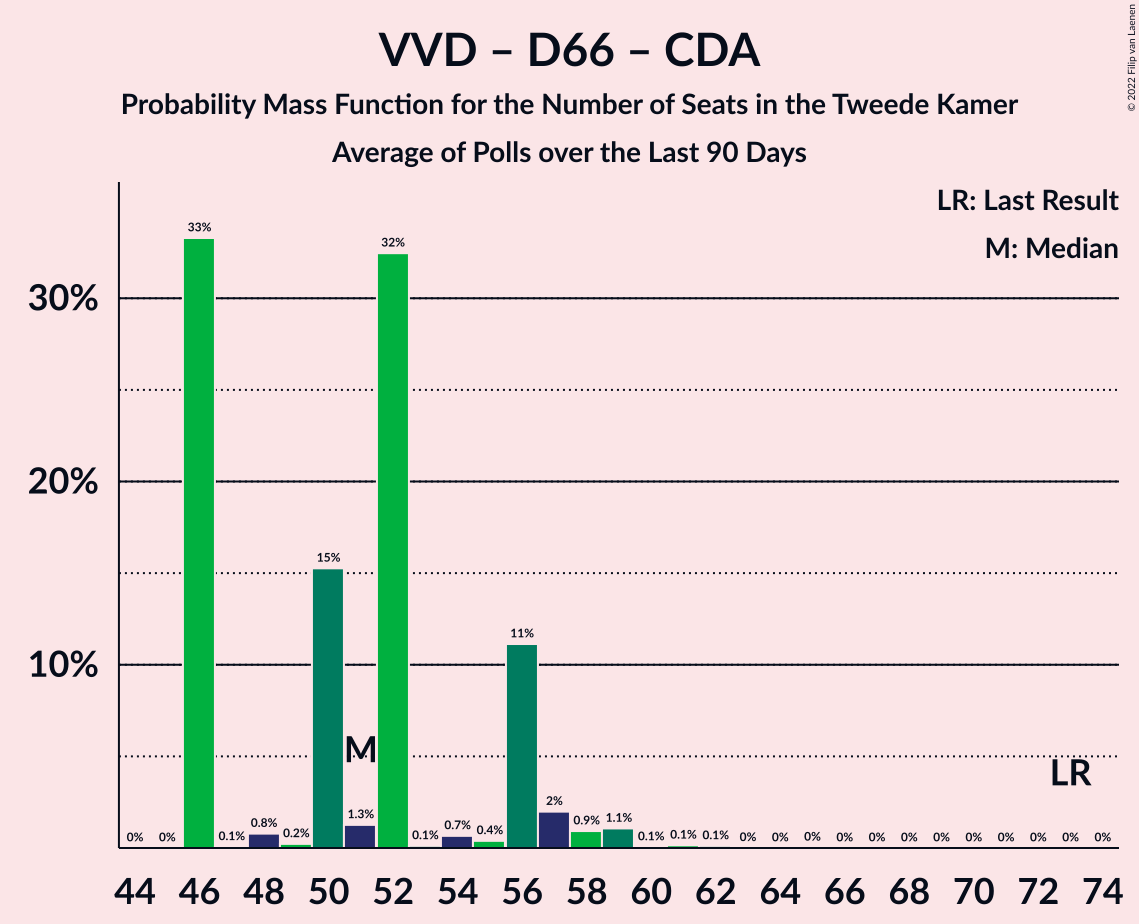 VVD – D66 – CDA
Probability Mass Function for the Number of Seats in the Tweede Kamer
Average of Polls over the Last 90 Days
© 2022 Filip van Laenen
LR: Last Result
M: Median
30%
20%
10%
0% 0% 33% 0.1% 0.8% 0.2% 15% 1.3% 32% 0.1% 0.7% 0.4% 11% 2% 0.9% 1.1% 0.1% 0.1% 0.1% 0% 0% 0% 0% 0% 0% 0% 0% 0% 0% 0% 0%
M
LR
44 46 48 50 52 54 56 58 60 62 64 66 68 70 72 74